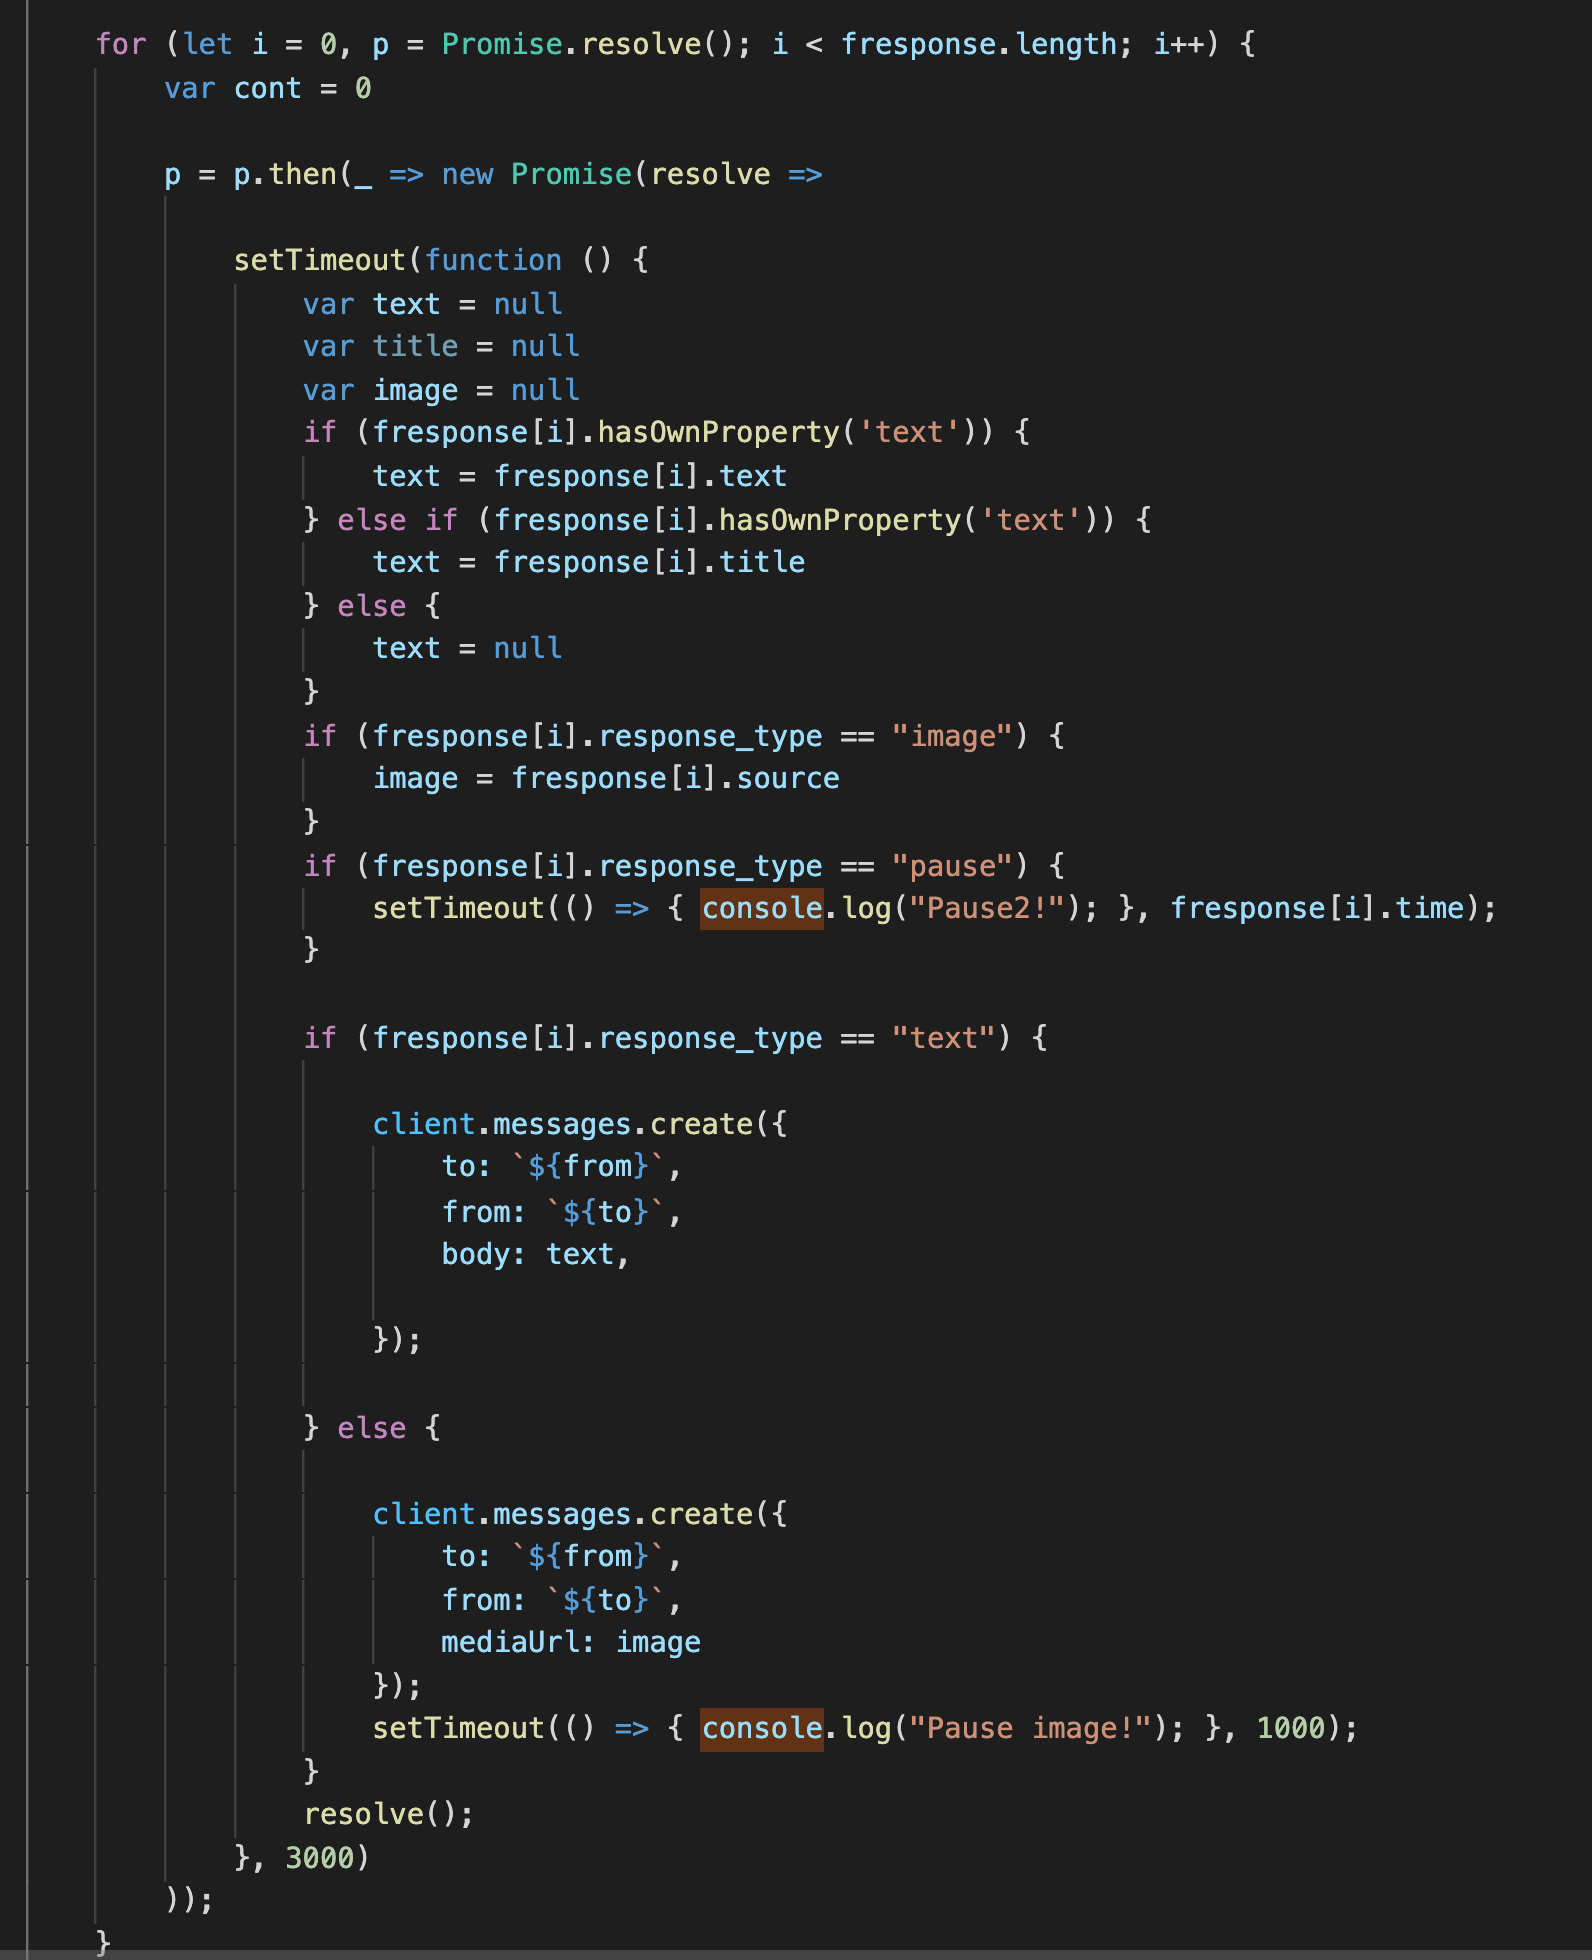 for (let i = 0, p = Promise.resolve(); i < fresponse.length; i++) {
var cont = 0
p = p.then(_ => new Promise(resolve =>
setTimeout(function () {
var text = null
var title = null
var image = null
if (fresponse[i].hasOwnProperty('text')) {
text = fresponse[i].text
} else if (fresponse[i].hasOwnProperty('text')) {
text = fresponse[i].title
} else {
text = null
}
if (fresponse[i].response_type == "image") {
image = fresponse[i].source
}
if (fresponse[i].response_type == "pause") {
setTimeout(() => { console.log("Pause2!"); }, fresponse[i].time);
}
if (fresponse[i].response_type == "text") {
client.messages.create({
to: `${from}`,
from: `${to}`,
body: text,
});
} else {
client.messages.create({
to: `${from}`,
from: `${to}`,
mediaUrl: image
});
setTimeout(() => { console.log("Pause image!"); }, 1000);
}
resolve();
}, 3000)
));
}